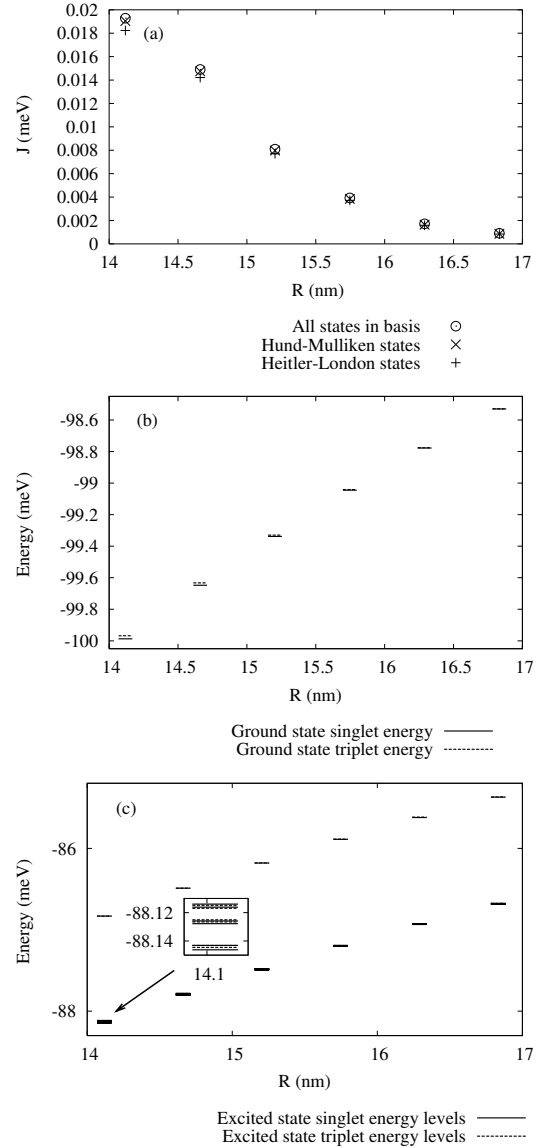 0.02
(a)
0.018
0.016
0.014
0.012
J (meV)
0.01
0.008
0.006
0.004
0.002
0
14 14.5 15 15.5 16 16.5 17
R (nm)
All states in basis
Hund-Mulliken states
Heitler-London states
-98.6 (b)
-98.8
-99
Energy (meV)
-99.2
-99.4
-99.6
-99.8
-100
14 14.5 15 15.5 16 16.5 17
R (nm)
Ground state singlet energy
Ground state triplet energy
(c)
-86
Energy (meV)
-88.12
-88.14
14.1
-88
14 15 16 17
R (nm)
Excited state singlet energy levels
Excited state triplet energy levels